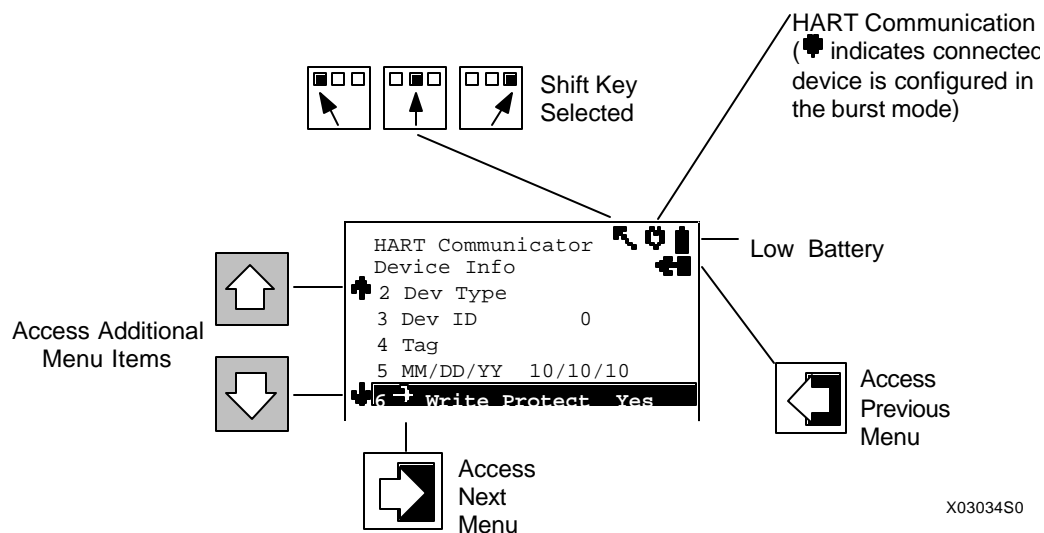 HART Communication
( indicates connected
device is configured in
the burst mode)
Shift Key
Selected
HART Communicator
Device Info
2 Dev Type
3 Dev ID 0
4 Tag
5 MM/DD/YY 10/10/10
6 Write Protect Yes
Low Battery
Access Additional
Menu Items
Access
Previous
Menu
Access
Next
Menu
X03034S0